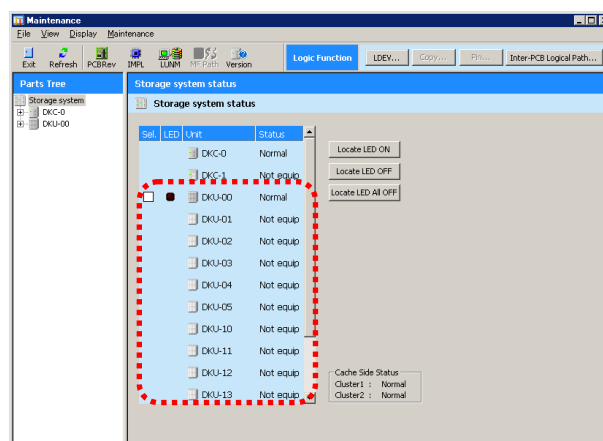 Maintenance
File View Display Maintenance
Exit Refresh PCBRev IMPL LUNM MF Path Version Logic Function LDEV... Copy... Pin... Inter-PCB Logical Path...
Parts Tree
Storage system
DKC-0
DKU-00
Storage system status
Storage system status
Sel. LED Unit Status
DKC-0 Normal
DKC-1 Not equip
DKU-00 Normal
DKU-01 Not equip
DKU-02 Not equip
DKU-03 Not equip
DKU-04 Not equip
DKU-05 Not equip
DKU-10 Not equip
DKU-11 Not equip
DKU-12 Not equip
DKU-13 Not equip
Locate LED ON
Locate LED OFF
Locate LED All OFF
Cache Side Status
Cluster1 : Normal
Cluster2 : Normal